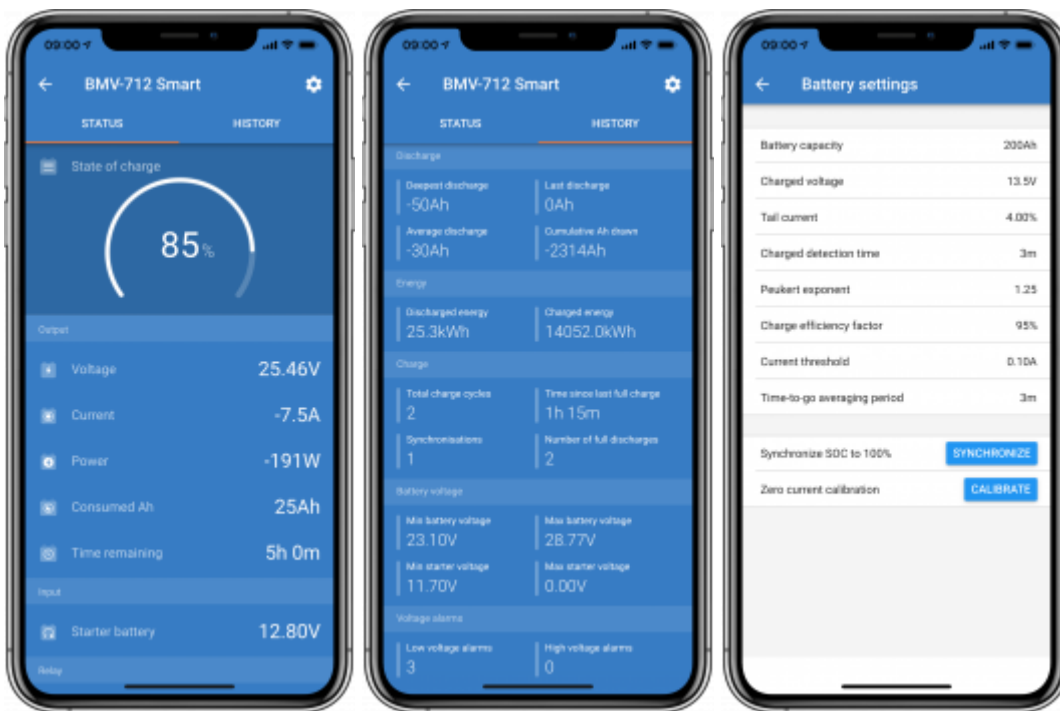 09:00
BMV-712 Smart
STATUS HISTORY
State of charge
85%
Output
Voltage 25.46V
Current -7.5A
Power -191W
Consumed Ah 25Ah
Time remaining 5h 0m
Input
Starter battery 12.80V
Relay
09:00
BMV-712 Smart
STATUS HISTORY
Discharge
Deepest discharge Last discharge
-50Ah 0Ah
Average discharge Cumulative Ah drawn
-30Ah -2314Ah
Energy
Discharged energy Charged energy
25.3kWh 14052.0kWh
Charge
Total charge cycles Time since last full charge
2 1h 15m
Synchronisations Number of full discharges
1 2
Battery voltage
Min battery voltage Max battery voltage
23.10V 28.77V
Min starter voltage Max starter voltage
11.70V 0.00V
Voltage alarms
Low voltage alarms High voltage alarms
3 0
09:00
Battery settings
Battery capacity 200Ah
Charged voltage 13.5V
Tail current 4.00%
Charged detection time 3m
Peukert exponent 1.25
Charge efficiency factor 95%
Current threshold 0.10A
Time-to-go averaging period 3m
Synchronize SOC to 100% SYNCHRONIZE
Zero current calibration CALIBRATE